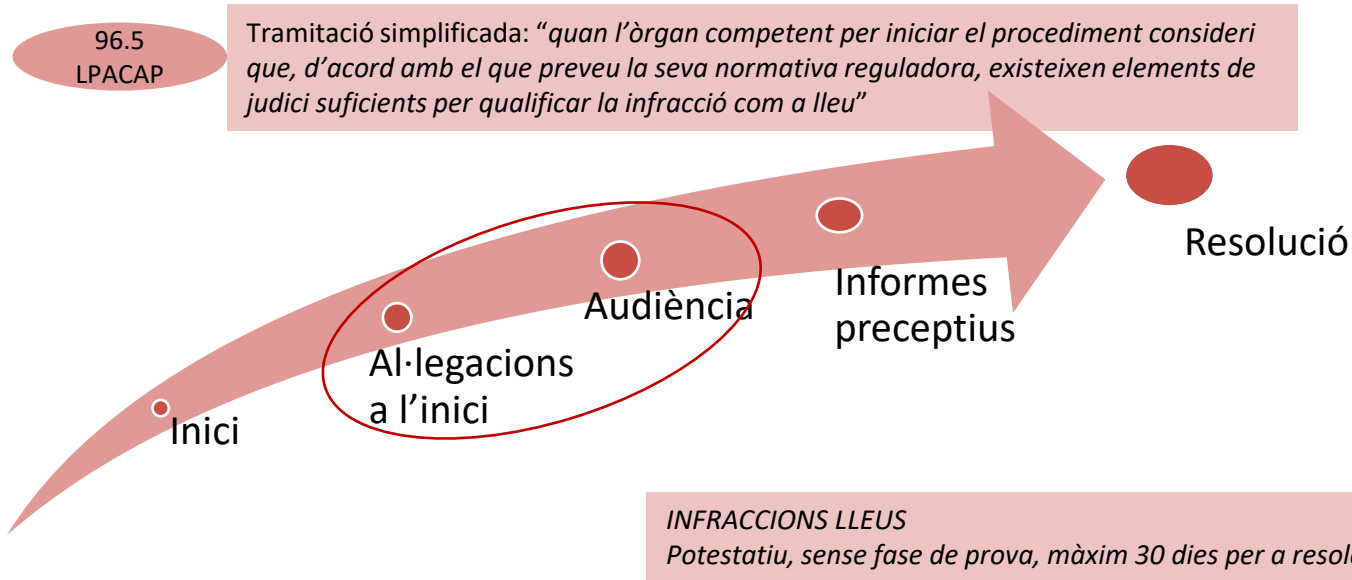 96.5
LPACAP
Tramitació simplificada: “quan l’òrgan competent per iniciar el procediment consideri
que, d’acord amb el que preveu la seva normativa reguladora, existeixen elements de
judici suficients per qualificar la infracció com a lleu”
Resolució
Informes
preceptius
Audiència
Al·legacions
a l’inici
Inici
INFRACCIONS LLEUS
Potestatiu, sense fase de prova, màxim 30 dies per a